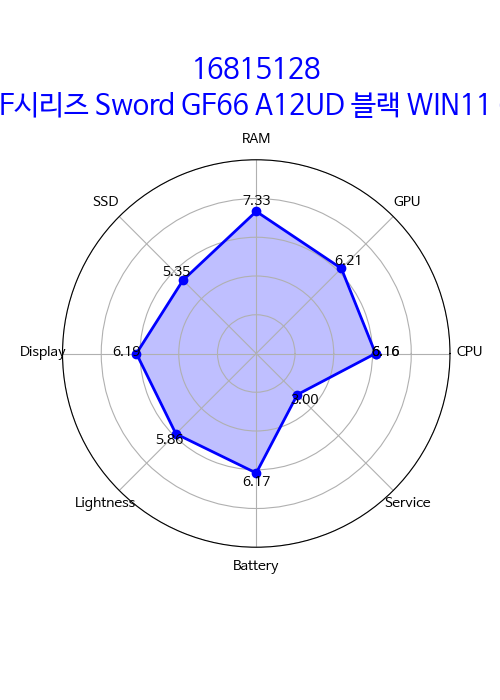 16815128
F시리즈 Sword GF66 A12UD 블랙 WIN11
RAM
SSD
7.33
GPU
5.35
6.21
Display
6.16
CPU
5.86
Lightness
6.17
Service
Battery